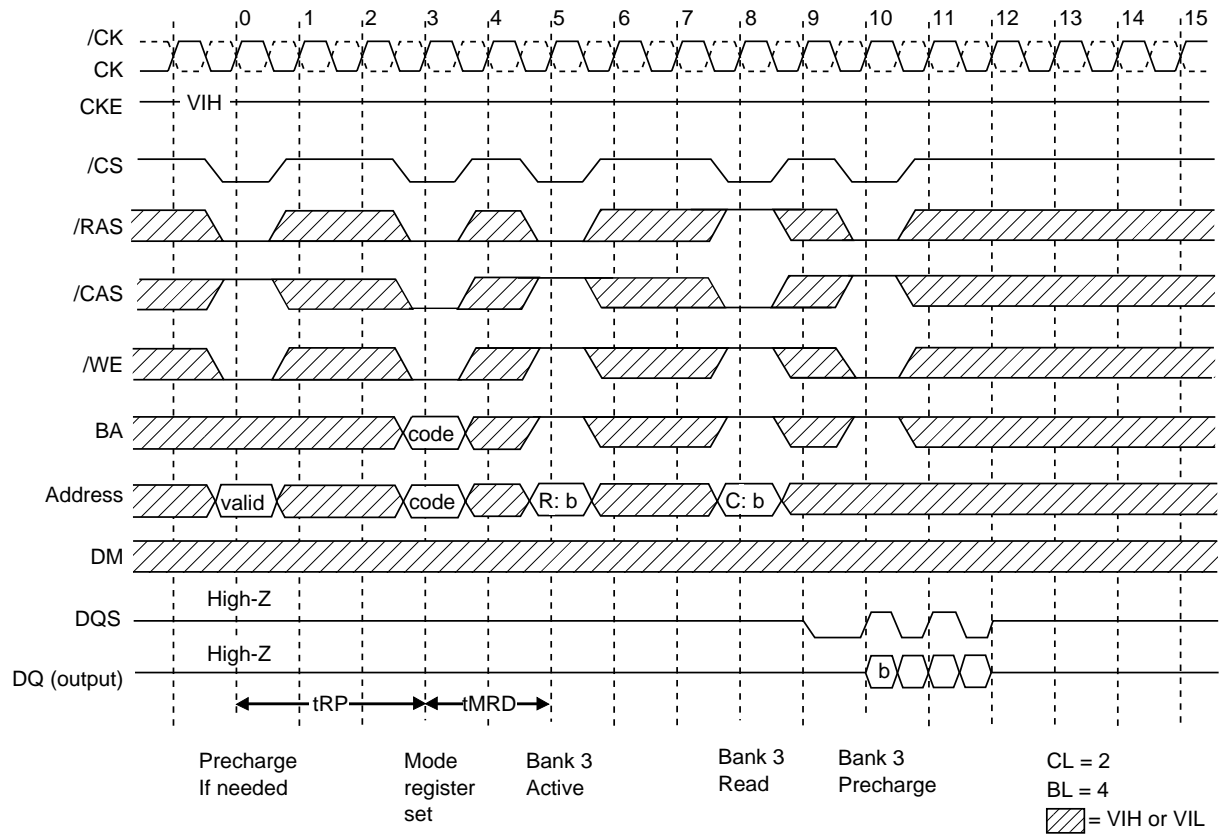 0 1 2 3 4 5 6 7 8 9 10 11 12 13 14 15
/CK
CK
CKE VIH
/CS
/RAS
/CAS
/WE
BA code
Address valid code R: b C: b
DM
High-Z
DQS
High-Z
DQ (output) b
tRP tMRD
Precharge
If needed
Mode
register
set
Bank 3
Active
Bank 3
Read
Bank 3
Precharge
CL = 2
BL = 4
= VIH or VIL